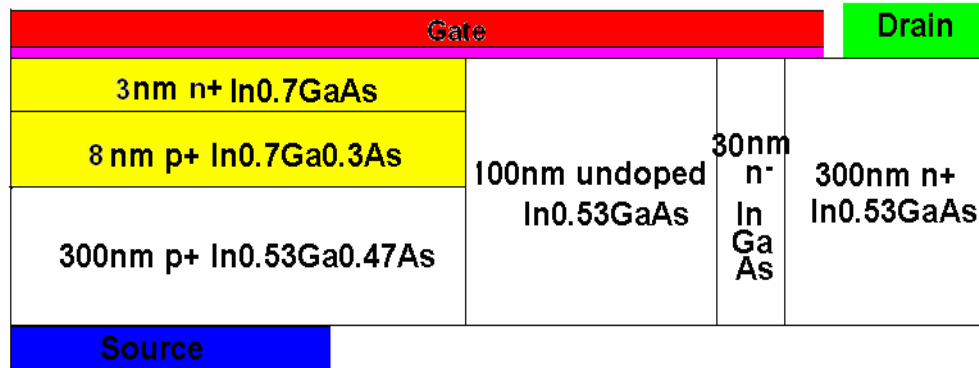 Gate
Drain
3nm n+ In0.7GaAs
8 nm p+ In0.7Ga0.3As
300nm p+ In0.53Ga0.47As
Source
100nm undoped
In0.53GaAs
30nm
n-
In
Ga
As
300nm n+
In0.53GaAs